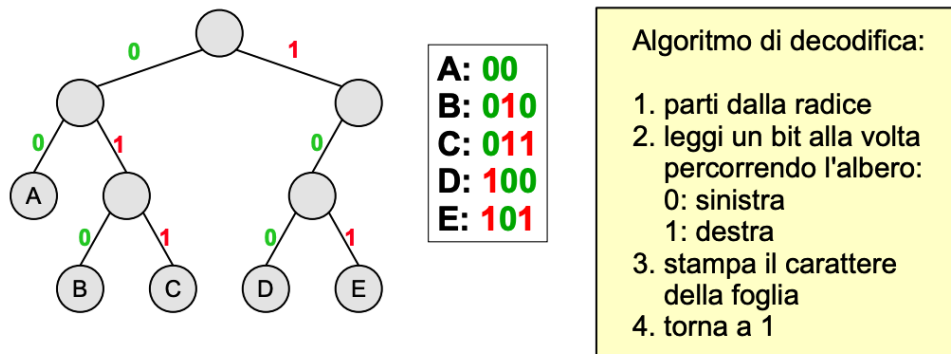 0
1
0
1
0
A
0
1
0
1
B
C
D
E
A: 00
B: 010
C: 011
D: 100
E: 101
Algoritmo di decodifica:
1. parti dalla radice
2. leggi un bit alla volta
percorrendo l'albero:
0: sinistra
1: destra
3. stampa il carattere
della foglia
4. torna a 1